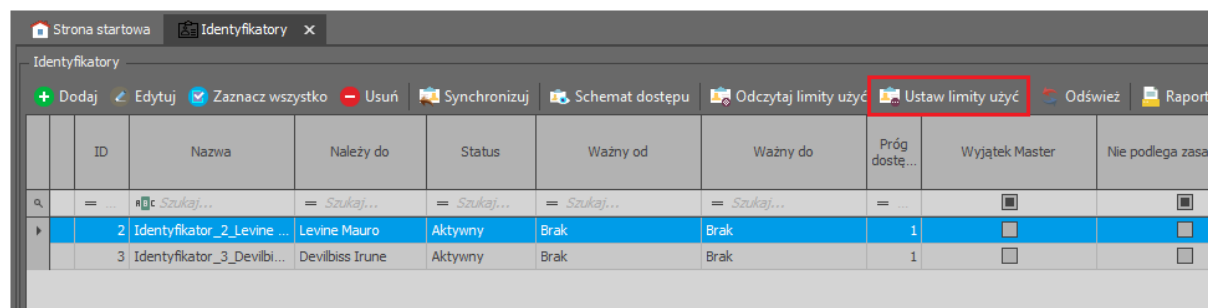 Strona startowa Identyfikatory ×
Identyfikatory
Dodaj Edytuj Zaznacz wszystko Usuń Synchronizuj Schemat dostępu Odczytaj limity użyć Ustaw limity użyć Odśwież Raport
ID Nazwa Należy do Status Ważny od Ważny do Próg dostę... Wyjątek Master Nie podlega zasa
= ... ABC Szukaj... = Szukaj... = Szukaj... = Szukaj... = Szukaj... = ...
2 Identyfikator_2_Levine ... Levine Mauro Aktywny Brak Brak 1
3 Identyfikator_3_Devilbi... Devilbiss Irune Aktywny Brak Brak 1